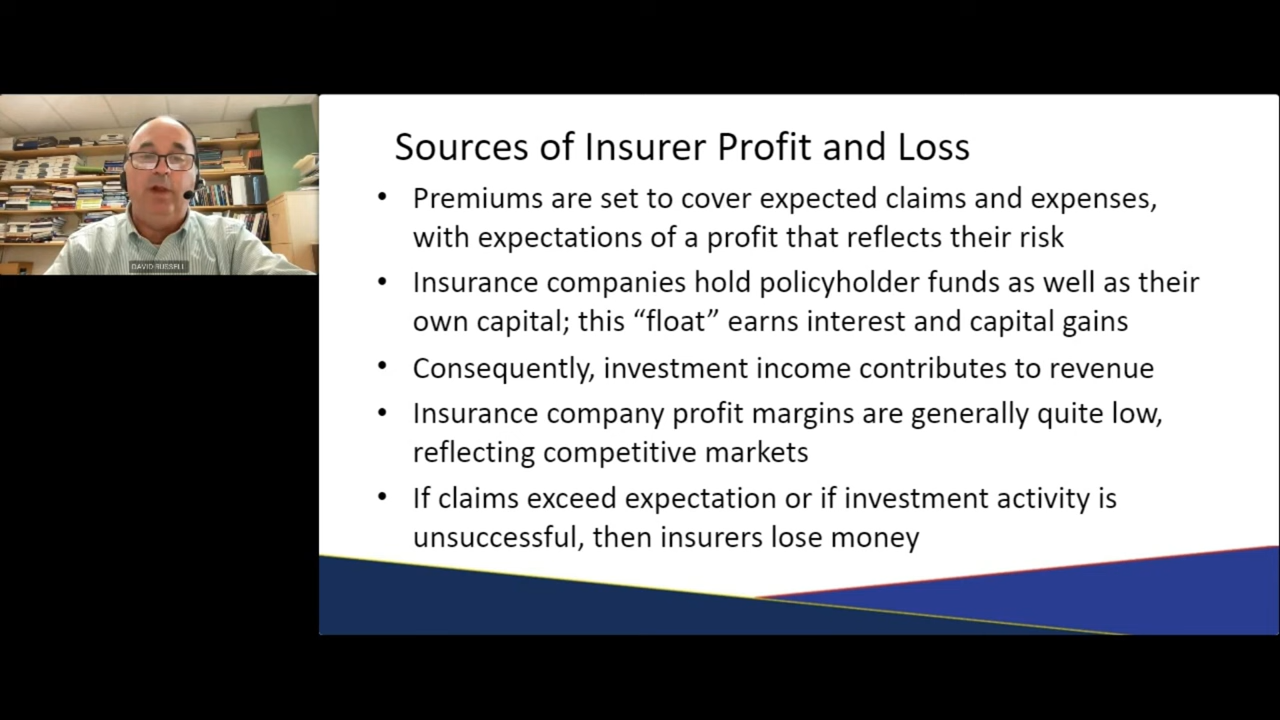 DAVID RUSSELL
Sources of Insurer Profit and Loss
• Premiums are set to cover expected claims and expenses,
with expectations of a profit that reflects their risk
• Insurance companies hold policyholder funds as well as their
own capital; this “float” earns interest and capital gains
• Consequently, investment income contributes to revenue
• Insurance company profit margins are generally quite low,
reflecting competitive markets
• If claims exceed expectation or if investment activity is
unsuccessful, then insurers lose money